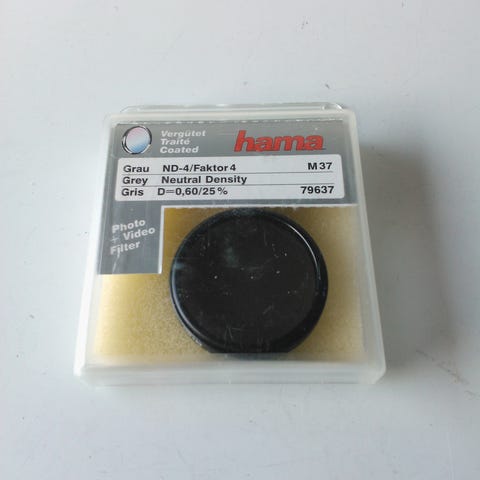 Vergütet
Traité
Coated
hama
Grau ND-4/Faktor 4 M 37
Grey Neutral Density
Gris D=0,60/25% 79637
Photo
+ Video
Filter